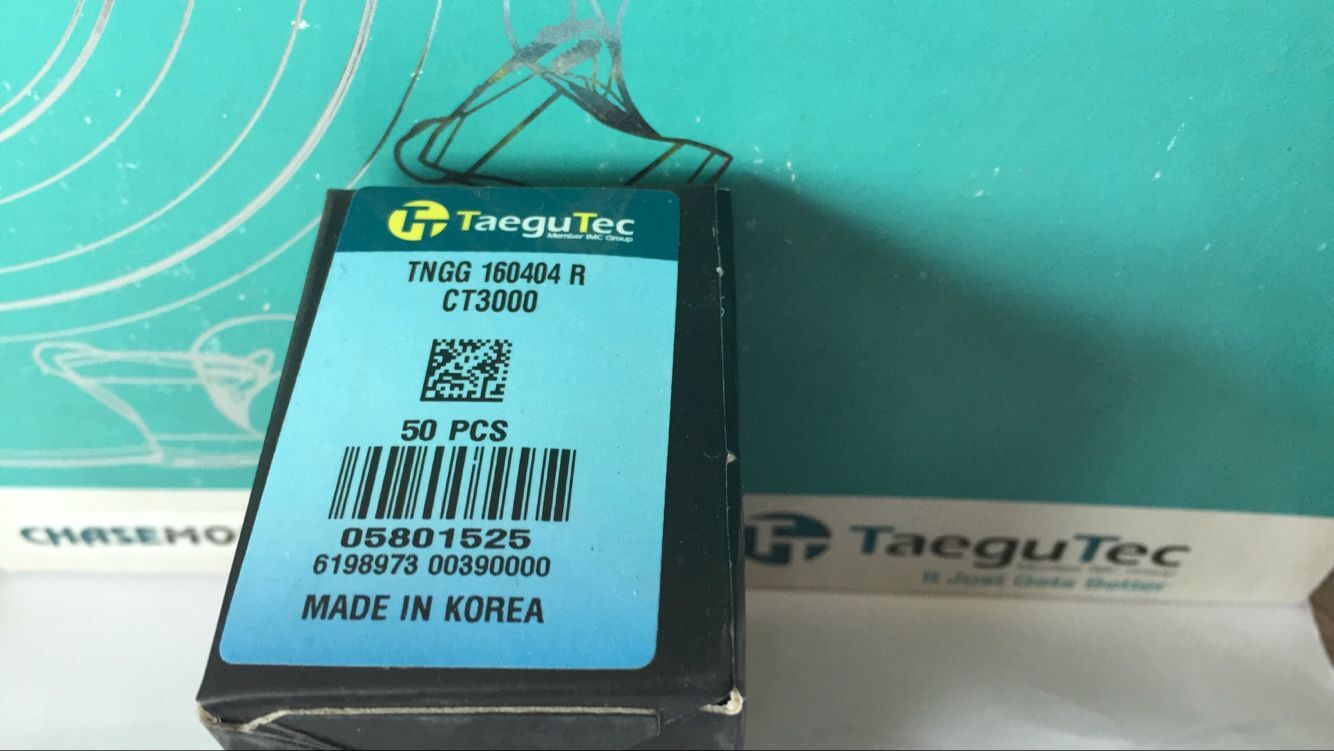 TaeguTec
Member IMC Group
TNGG 160404 R
CT3000
50 PCS
05801525
6198973 00390000
MADE IN KOREA
CHASEMO
TaeguTec
It Just Gets Better